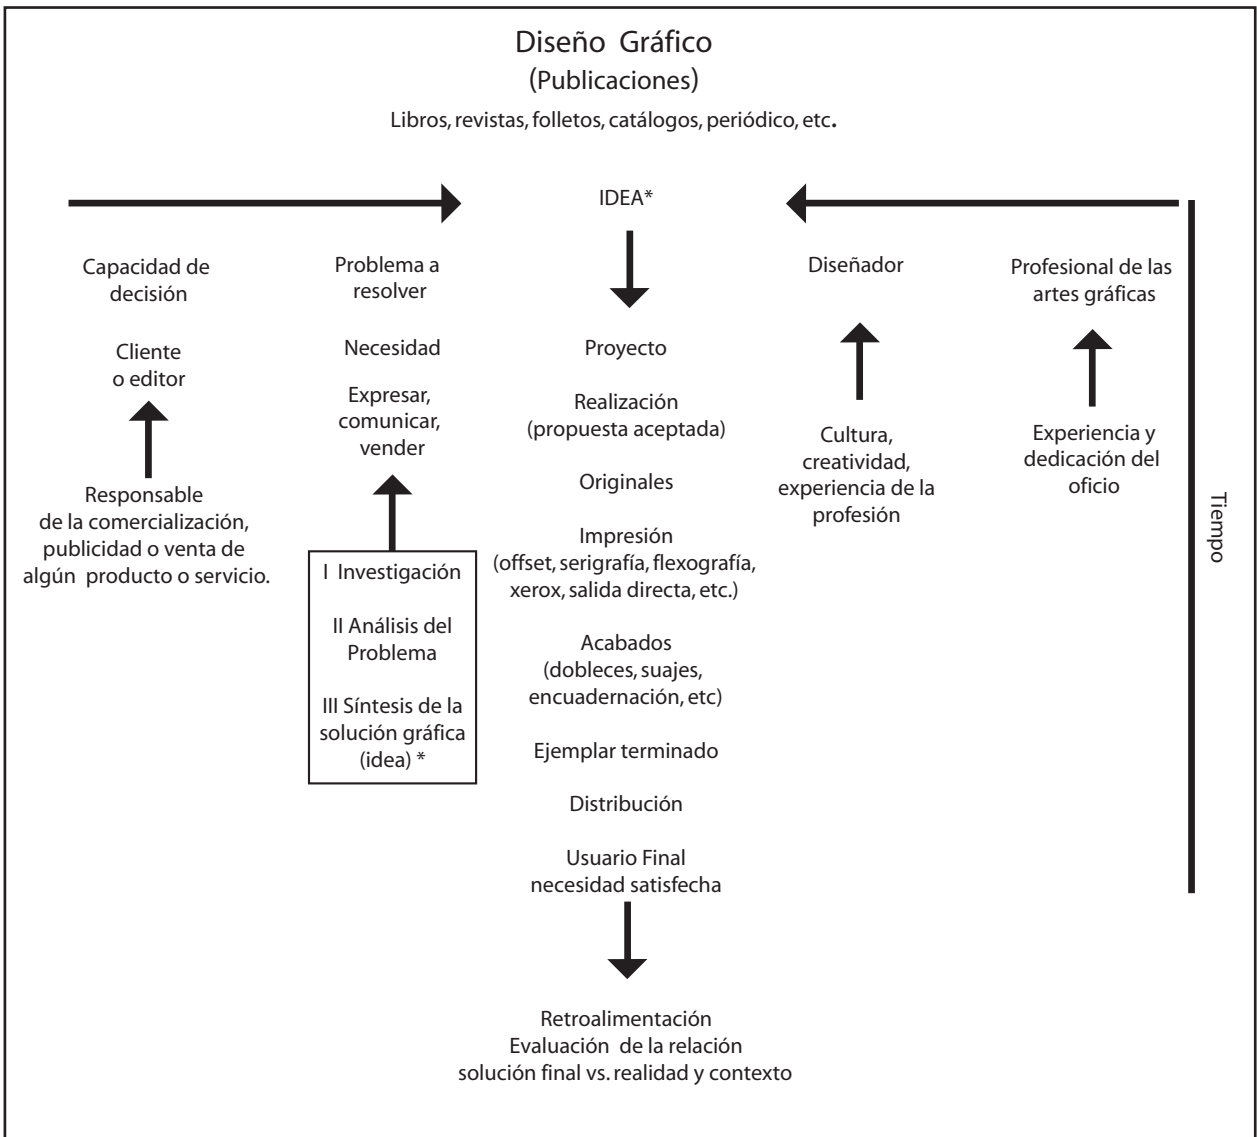 Diseño Gráfico
(Publicaciones)
Libros, revistas, folletos, catálogos, periódico, etc.
IDEA*
Capacidad de
decisión
Cliente
o editor
Responsable
de la comercialización,
publicidad o venta de
algún producto o servicio.
Problema a
resolver
Necesidad
Expresar,
comunicar,
vender
I Investigación
II Análisis del
Problema
III Síntesis de la
solución gráfica
(idea) *
Proyecto
Realización
(propuesta aceptada)
Originales
Impresión
(offset, serigrafía, flexografía,
xerox, salida directa, etc.)
Acabados
(dobleces, suajes,
encuadernación, etc)
Ejemplar terminado
Distribución
Usuario Final
necesidad satisfecha
Retroalimentación
Evaluación de la relación
solución final vs. realidad y contexto
Diseñador
Cultura,
creatividad,
experiencia de la
profesión
Profesional de las
artes gráficas
Experiencia y
dedicación del
oficio
Tiempo